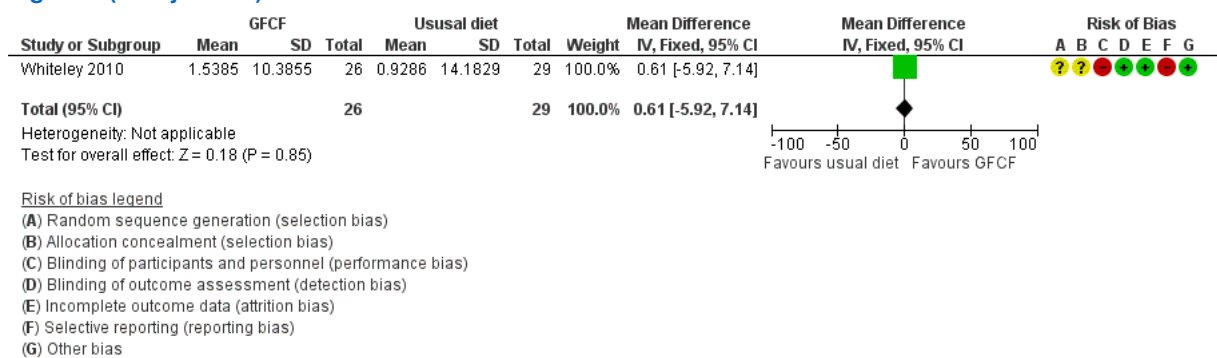 GFCF Ususal diet Mean Difference Mean Difference Risk of Bias
Study or Subgroup Mean SD Total Mean SD Total Weight IV, Fixed, 95% CI IV, Fixed, 95% CI A B C D E F G
Whiteley 2010 1.5385 10.3855 26 0.9286 14.1829 29 100.0% 0.61 [-5.92, 7.14] ? ? - + + - +
Total (95% CI) 26 29 100.0% 0.61 [-5.92, 7.14]
Heterogeneity: Not applicable
Test for overall effect: Z = 0.18 (P = 0.85)
-100 -50 0 50 100
Favours usual diet Favours GFCF
Risk of bias legend
(A) Random sequence generation (selection bias)
(B) Allocation concealment (selection bias)
(C) Blinding of participants and personnel (performance bias)
(D) Blinding of outcome assessment (detection bias)
(E) Incomplete outcome data (attrition bias)
(F) Selective reporting (reporting bias)
(G) Other bias